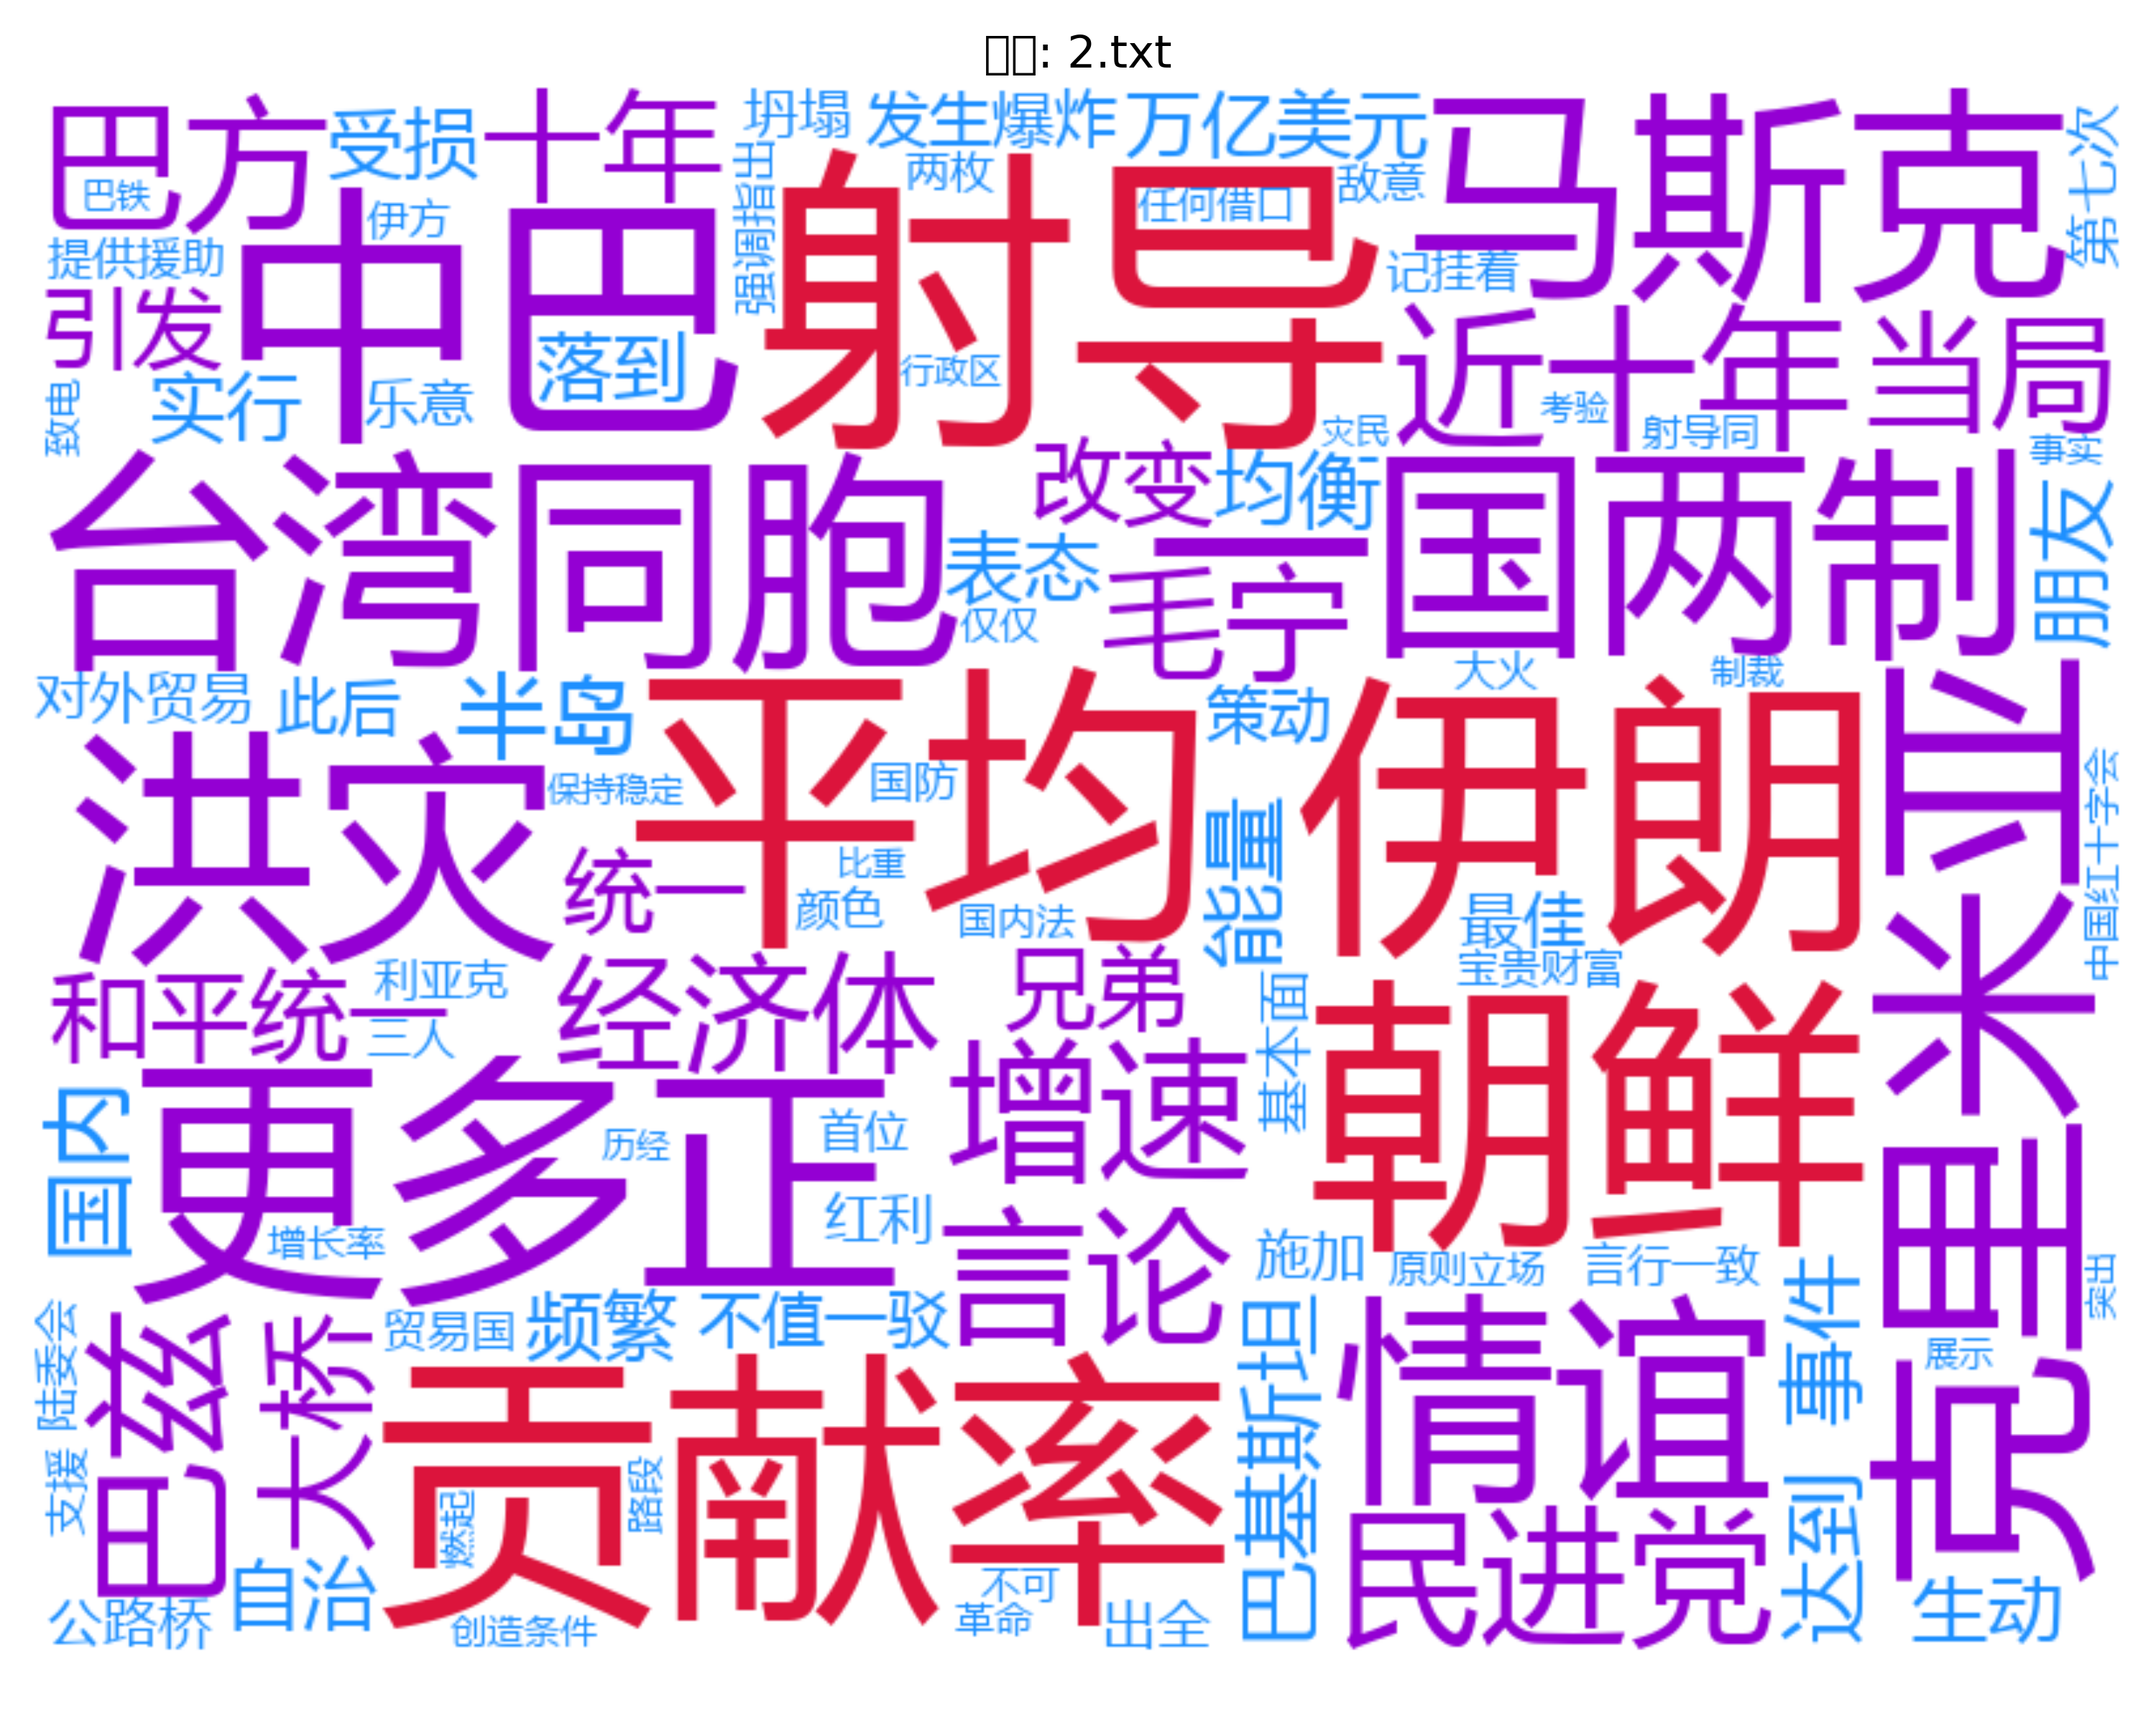 : 2.txt
巴方
受损
十年
坍塌
发生爆炸
万亿美元
马斯克
第七次
巴铁
伊方
中巴
强调指出
射导
两枚
任何借口
敌意
提供援助
记挂着
引发
落到
行政区
近十年
当局
致电
实行
乐意
灾民
考验
射导同
事实
台湾同胞
改变
均衡
一国两制
朋友
表态
仅仅
毛宁
对外贸易
此后
半岛
平均
策动
大火
制裁
伊朗
亚米里克
洪灾
保持稳定
国防
能量
中国红十字会
统一
比重
颜色
国内法
最佳
宝贵财富
和平统一
利亚克
三人
经济体
兄弟
基本面
朝鲜
国内
更多
正
历经
首位
增速
增长率
红利
言论
施加
原则立场
言行一致
突出
陆委会
巴兹
大桥
贸易国
频繁
不值一驳
巴基斯坦
情谊
事件
展示
支援
贡献率
燃起
路段
民进党
达到
公路桥
自治
创造条件
不可
革命
出全
生动